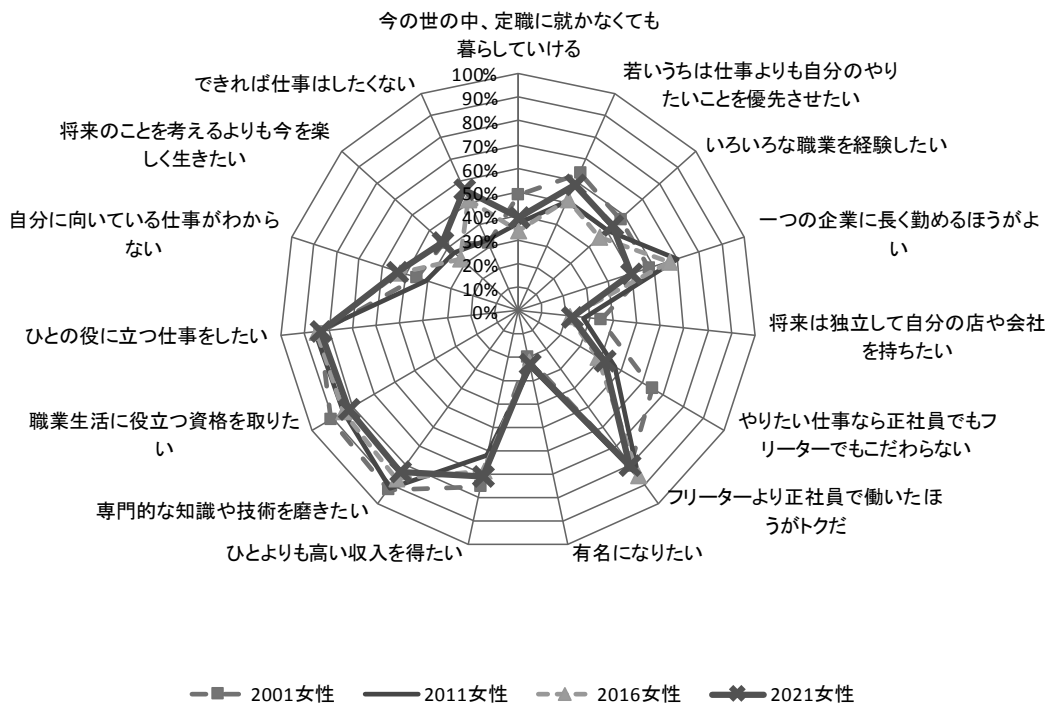 今の世の中、定職に就かなくても
暮らしていける
若いうちは仕事よりも自分のやり
たいことを優先させたい
いろいろな職業を経験したい
一つの企業に長く勤めるほうがよ
い
将来は独立して自分の店や会社
を持ちたい
やりたい仕事なら正社員でもフ
リーターでもこだわらない
フリーターより正社員で働いたほ
うがトクだ
有名になりたい
ひとよりも高い収入を得たい
専門的な知識や技術を磨きたい
職業生活に役立つ資格を取りた
い
ひとの役に立つ仕事をしたい
自分に向いている仕事がわから
ない
将来のことを考えるよりも今を楽
しく生きたい
できれば仕事はしたくない
100%
90%
80%
70%
60%
50%
40%
30%
20%
10%
0%
2001女性 2011女性 2016女性 2021女性